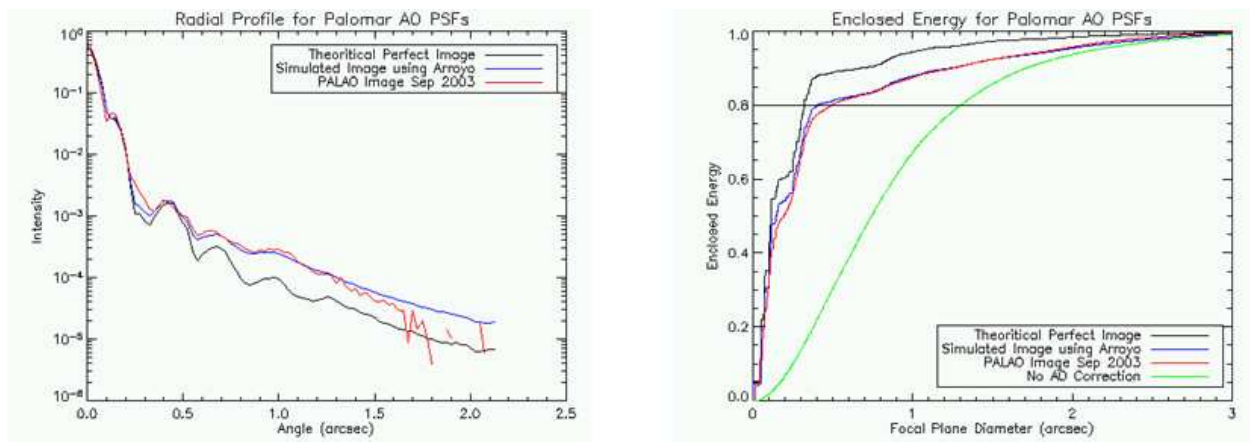 Radial Profile for Palomar AO PSFs
10⁰
10⁻¹
10⁻²
10⁻³
10⁻⁴
10⁻⁵
10⁻⁶
Intensity
Theoritical Perfect Image
Simulated Image using Arroyo
PALAO Image Sep 2003
0.0 0.5 1.0 1.5 2.0 2.5
Angle (arcsec)
Enclosed Energy for Palomar AO PSFs
1.0
0.8
0.6
0.4
0.2
0.0
Enclosed Energy
Theoritical Perfect Image
Simulated Image using Arroyo
PALAO Image Sep 2003
No AO Correction
0 1 2 3
Focal Plane Diameter (arcsec)